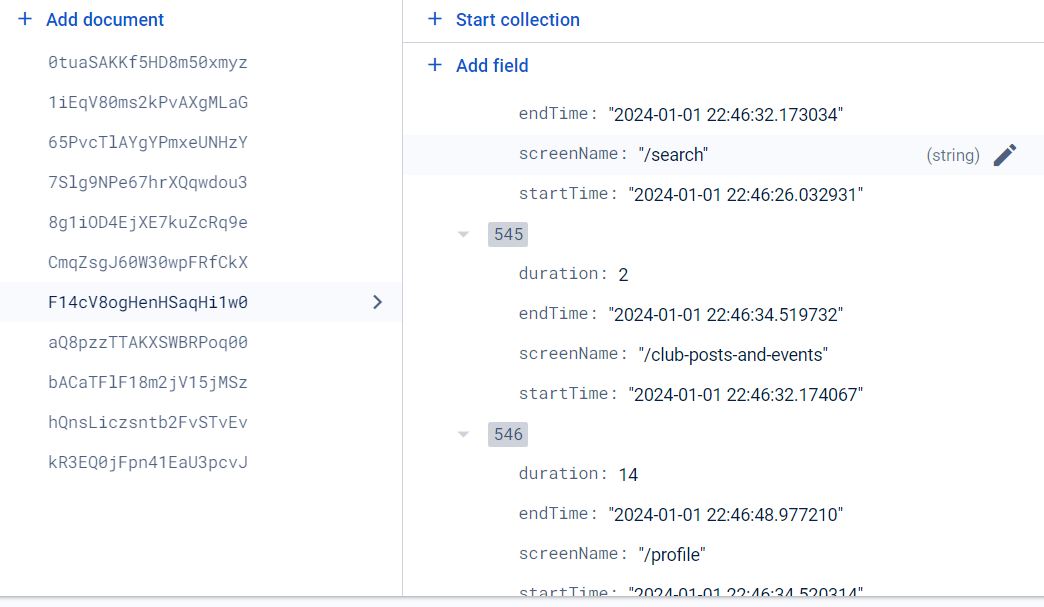 + Add document
0tuaSAKKf5HD8m50xmyz
1iEqV80ms2kPvAXgMLaG
65PvcTlAYgYPmxeUNHzY
7Slg9NPe67hrXQqwdou3
8g1iOD4EjXE7kuZcRq9e
CmqZsgJ60W30wpFRfCkX
F14cV8ogHenHSaqHi1w0
aQ8pzzTTAKXSWBRPoq00
bACaTFlF18m2jV15jMSz
hQnsLiczsntb2FvSTvEv
kR3EQ0jFpn41EaU3pcvJ
+ Start collection
+ Add field
endTime: "2024-01-01 22:46:32.173034"
screenName: "/search" (string)
startTime: "2024-01-01 22:46:26.032931"
545
duration: 2
endTime: "2024-01-01 22:46:34.519732"
screenName: "/club-posts-and-events"
startTime: "2024-01-01 22:46:32.174067"
546
duration: 14
endTime: "2024-01-01 22:46:48.977210"
screenName: "/profile"
startTime: "2024-01-01 22:46:34.520314"